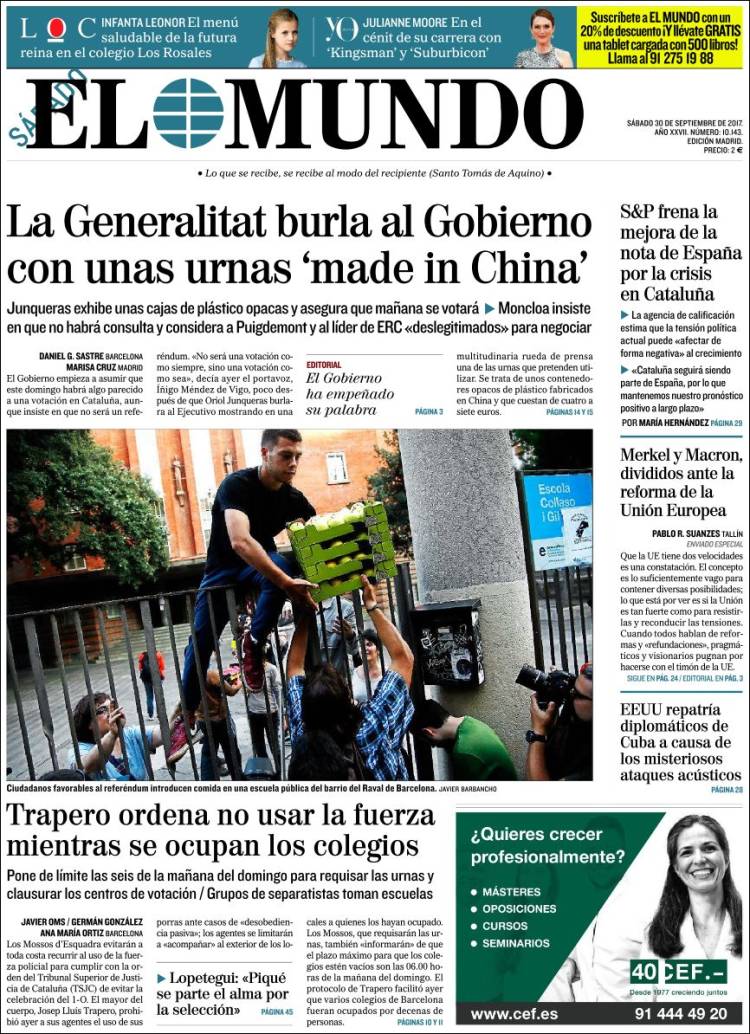 LOC
INFANTA LEONOR El menú
saludable de la futura
reina en el colegio Los Rosales
YO
JULIANNE MOORE En el
cénit de su carrera con
‘Kingsman’ y ‘Suburbicon’
Suscríbete a EL MUNDO con un
20% de descuento ¡Y llévate GRATIS
una tablet cargada con 500 libros!
Llama al 91 275 19 88
SÁBADO
EL MUNDO
SÁBADO 30 DE SEPTIEMBRE DE 2017.
AÑO XXVII. NÚMERO: 10.143.
EDICIÓN MADRID.
PRECIO: 2 €
• Lo que se recibe, se recibe al modo del recipiente (Santo Tomás de Aquino) •
La Generalitat burla al Gobierno
con unas urnas ‘made in China’
Junqueras exhibe unas cajas de plástico opacas y asegura que mañana se votará ▶ Moncloa insiste
en que no habrá consulta y considera a Puigdemont y al líder de ERC «deslegitimados» para negociar
DANIEL G. SASTRE BARCELONA
MARISA CRUZ MADRID
El Gobierno empieza a asumir que
este domingo habrá algo parecido
a una votación en Cataluña, aun-
que insiste en que no será un refe-
réndum. «No será una votación co-
mo siempre, sino una votación co-
mo sea», decía ayer el portavoz,
Íñigo Méndez de Vigo, poco des-
pués de que Oriol Junqueras burla-
ra al Ejecutivo mostrando en una
EDITORIAL
El Gobierno
ha empeñado
su palabra
PÁGINA 3
multitudinaria rueda de prensa
una de las urnas que pretenden uti-
lizar. Se trata de unos contenedo-
res opacos de plástico fabricados
en China y que cuestan de cuatro a
siete euros.
PÁGINAS 14 Y 15
Escola
Collaso
i Gil
Ciudadanos favorables al referéndum introducen comida en una escuela pública del barrio del Raval de Barcelona. JAVIER BARBANCHO
S&P frena la
mejora de la
nota de España
por la crisis
en Cataluña
▶ La agencia de calificación
estima que la tensión política
actual puede «afectar de
forma negativa» al crecimiento
▶ «Cataluña seguirá siendo
parte de España, por lo que
mantenemos nuestro pronóstico
positivo a largo plazo»
POR MARÍA HERNÁNDEZ PÁGINA 29
Merkel y Macron,
divididos ante la
reforma de la
Unión Europea
PABLO R. SUANZES TALLÍN
ENVIADO ESPECIAL
Que la UE tiene dos velocidades
es una constatación. El concepto
es lo suficientemente vago para
contener diversas posibilidades;
lo que está por ver es si la Unión
es tan fuerte como para resistir-
las y reconducir las tensiones.
Cuando todos hablan de refor-
mas y «refundaciones», pragmáti-
cos y visionarios pugnan por
hacerse con el timón de la UE.
SIGUE EN PÁG. 24 / EDITORIAL EN PÁG. 3
EEUU repatría
diplomáticos de
Cuba a causa de
los misteriosos
ataques acústicos
PÁGINA 28
Trapero ordena no usar la fuerza
mientras se ocupan los colegios
Pone de límite las seis de la mañana del domingo para requisar las urnas y
clausurar los centros de votación / Grupos de separatistas toman escuelas
JAVIER OMS / GERMÁN GONZÁLEZ
ANA MARÍA ORTIZ BARCELONA
Los Mossos d’Esquadra evitarán a
toda costa recurrir al uso de la fuer-
za policial para cumplir con la or-
den del Tribunal Superior de Justi-
cia de Cataluña (TSJC) de evitar la
celebración del 1-O. El mayor del
cuerpo, Josep Lluís Trapero, prohi-
bió ayer a sus agentes el uso de sus
porras ante casos de «desobedien-
cia pasiva»; los agentes se limitarán
a «acompañar» al exterior de los lo-
▶ Lopetegui: «Piqué
se parte el alma por
la selección»
PÁGINA 45
cales a quienes los hayan ocupado.
Los Mossos, que requisarán las ur-
nas, también «informarán» de que
el plazo máximo para que los cole-
gios estén vacíos son las 06.00 horas
de la mañana del domingo. El
protocolo de Trapero facilitó ayer
que varios colegios de Barcelona
fueran ocupados por decenas de
personas.
PÁGINAS 10 Y 11
¿Quieres crecer
profesionalmente?
• MÁSTERES
• OPOSICIONES
• CURSOS
• SEMINARIOS
40 CEF.-
Desde 1977 creciendo juntos
www.cef.es
91 444 49 20